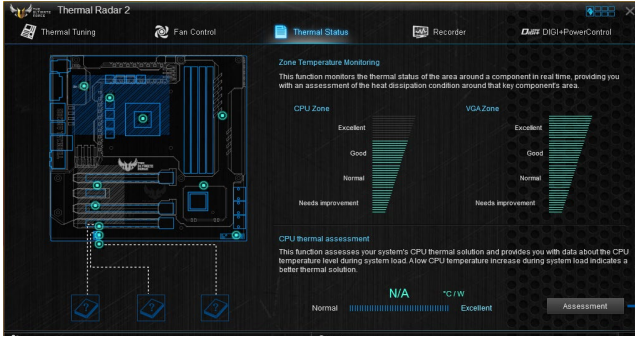 THE ULTIMATE FORCE Thermal Radar 2
Thermal Tuning Fan Control Thermal Status Recorder DIGI+ DIGI+PowerControl
Zone Temperature Monitoring
This function monitors the thermal status of the area around a component in real time, providing you
with an assessment of the heat dissipation condition around that key component's area.
CPU Zone VGA Zone
Excellent Excellent
Good Good
Normal Normal
Needs improvement Needs improvement
CPU thermal assessment
This function assesses your system's CPU thermal solution and provides you with data about the CPU
temperature level during system load. A low CPU temperature increase during system load indicates a
better thermal solution.
N/A °C / W
Normal Excellent Assessment
? ? ?